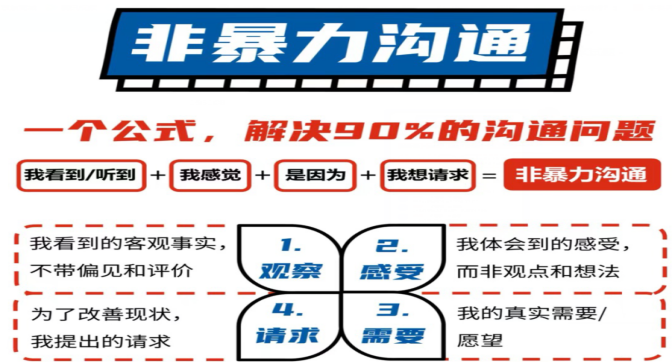 非暴力沟通
一个公式，解决90%的沟通问题
我看到/听到 + 我感觉 + 是因为 + 我想请求 = 非暴力沟通
我看到的客观事实，
不带偏见和评价
1.
观察
2.
感受
我体会到的感受，
而非观点和想法
为了改善现状，
我提出的请求
4.
请求
3.
需要
我的真实需要/
愿望